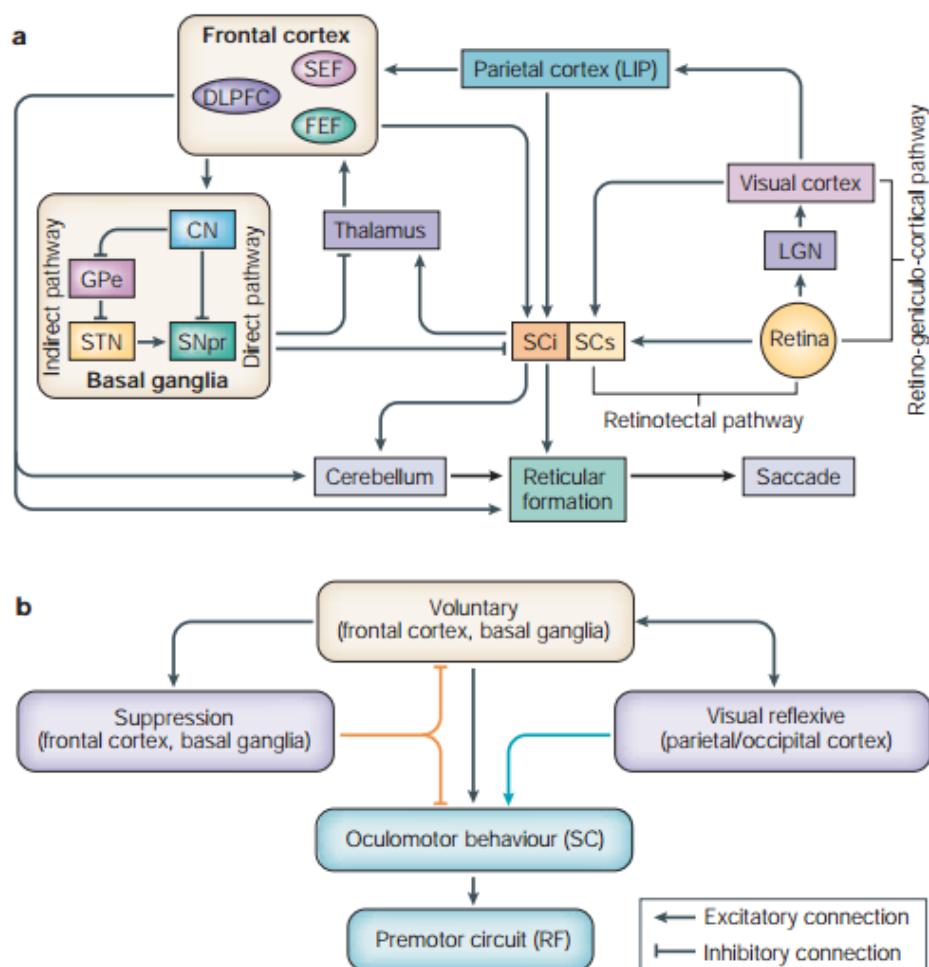 a
Frontal cortex
SEF
DLPFC
FEF
Parietal cortex (LIP)
Visual cortex
LGN
Retina
Retino-geniculo-cortical pathway
Thalamus
Indirect pathway
CN
GPe
STN
SNpr
Direct pathway
Basal ganglia
SCi
SCs
Retinotectal pathway
Cerebellum
Reticular
formation
Saccade
b
Voluntary
(frontal cortex, basal ganglia)
Suppression
(frontal cortex, basal ganglia)
Visual reflexive
(parietal/occipital cortex)
Oculomotor behaviour (SC)
Premotor circuit (RF)
Excitatory connection
Inhibitory connection